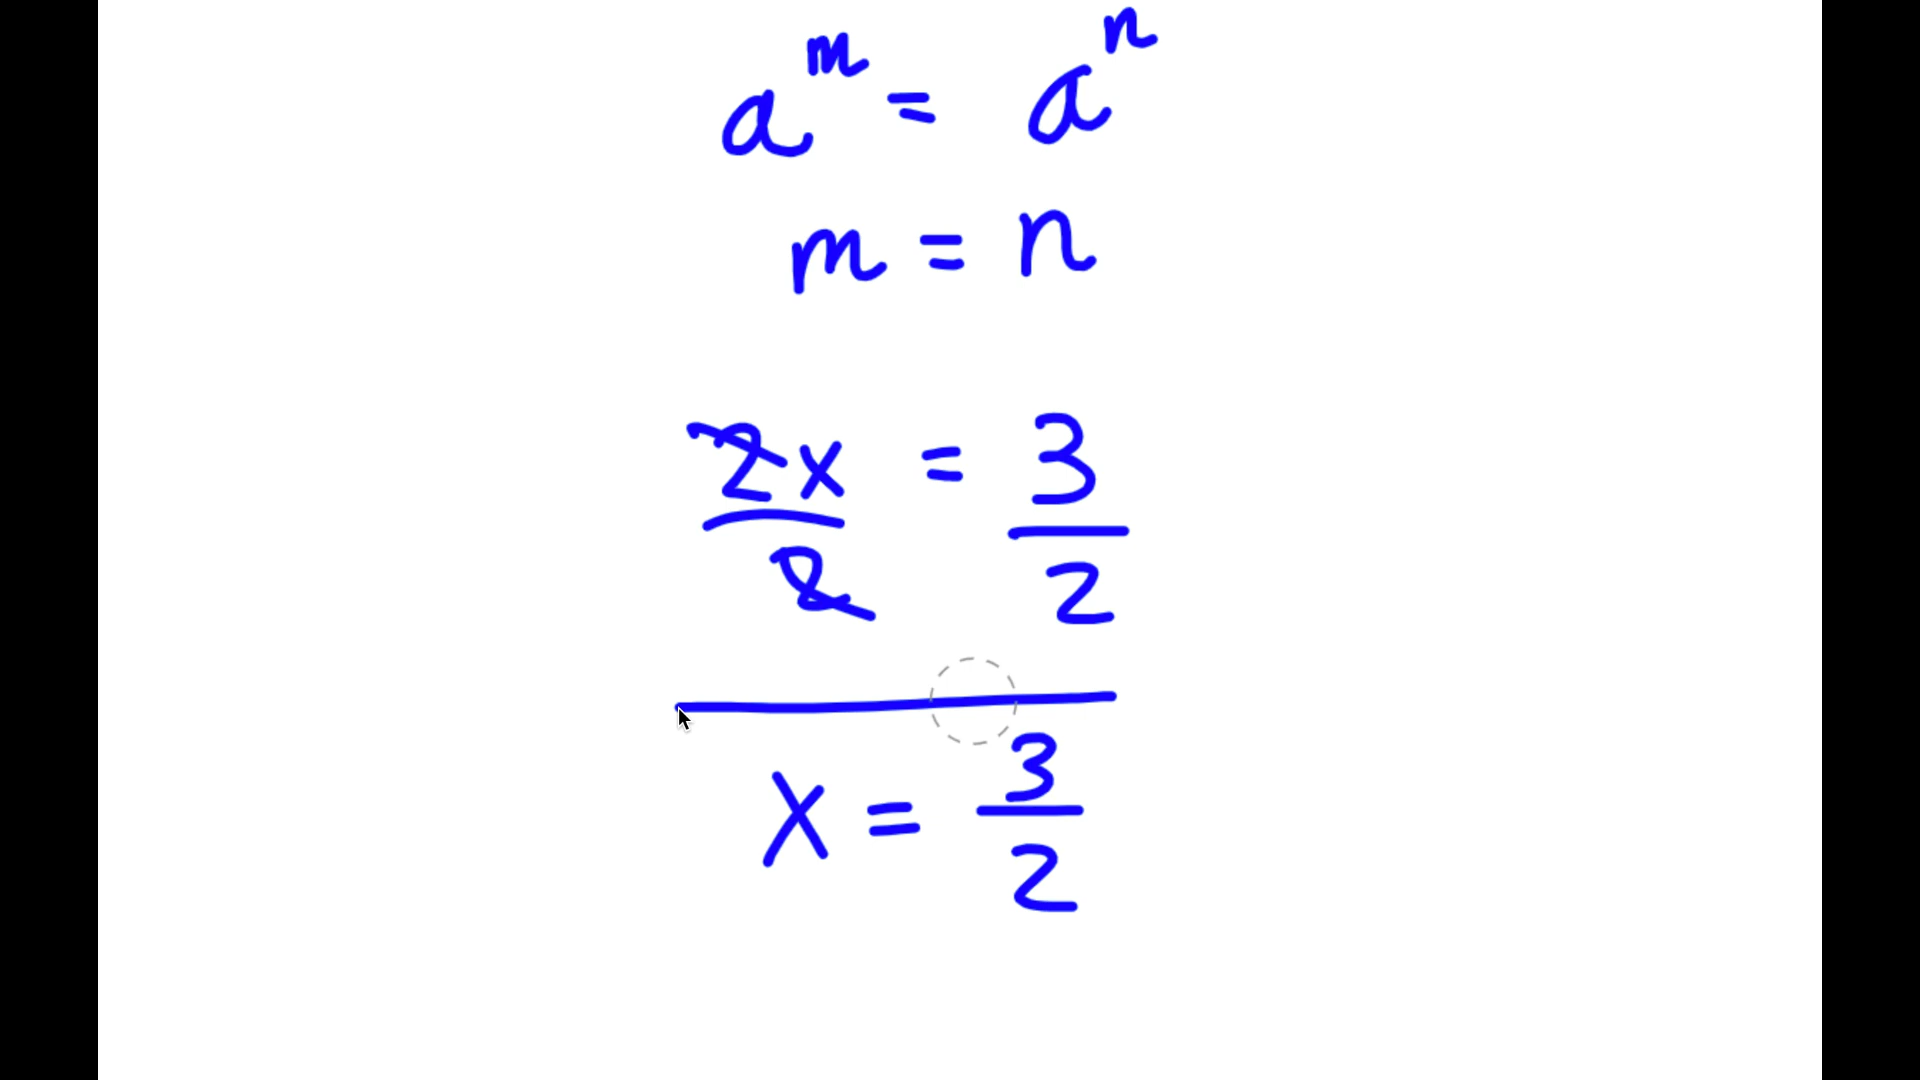 a^m = a^n
m = n
2x/2 = 3/2
x = 3/2